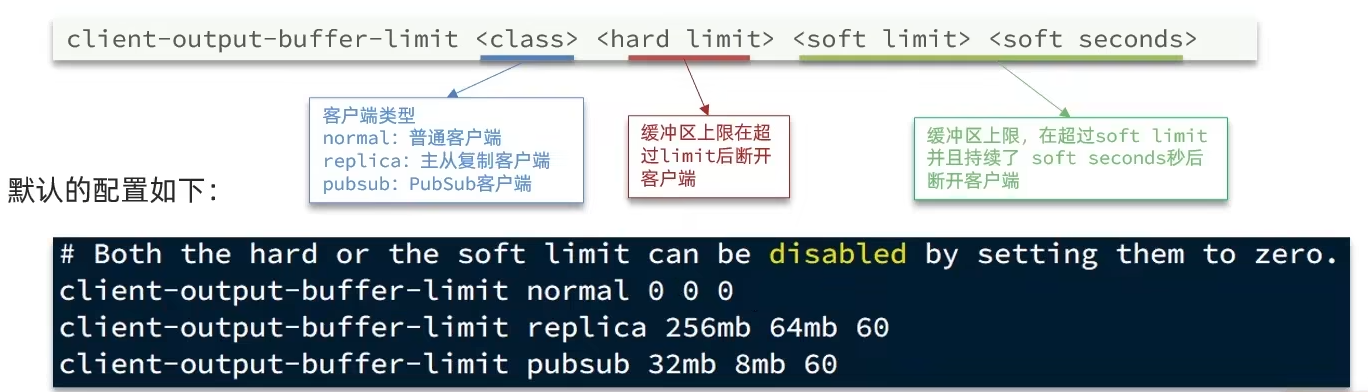 client-output-buffer-limit <class> <hard limit> <soft limit> <soft seconds>
客户端类型
normal：普通客户端
replica：主从复制客户端
pubsub：PubSub客户端
缓冲区上限在超
过limit后断开
客户端
缓冲区上限，在超过soft limit
并且持续了 soft seconds秒后
断开客户端
默认的配置如下：
# Both the hard or the soft limit can be disabled by setting them to zero.
client-output-buffer-limit normal 0 0 0
client-output-buffer-limit replica 256mb 64mb 60
client-output-buffer-limit pubsub 32mb 8mb 60